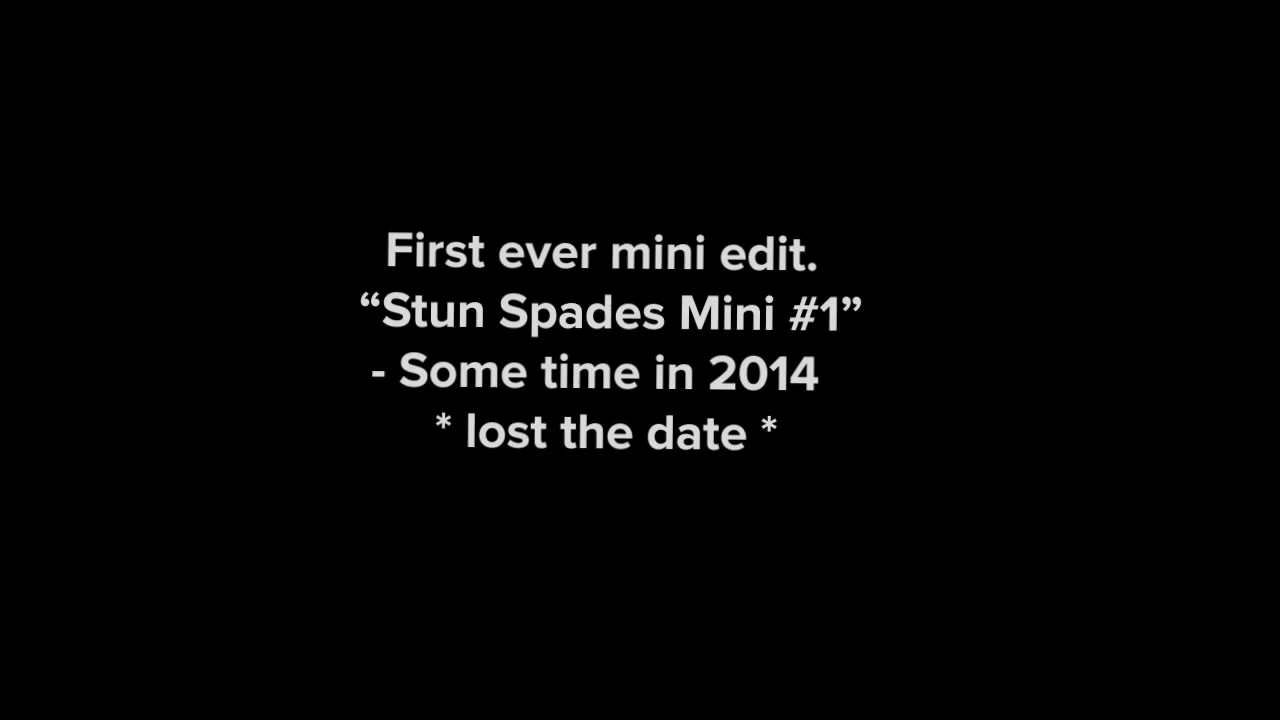 First ever mini edit.
“Stun Spades Mini #1”
- Some time in 2014
* lost the date *